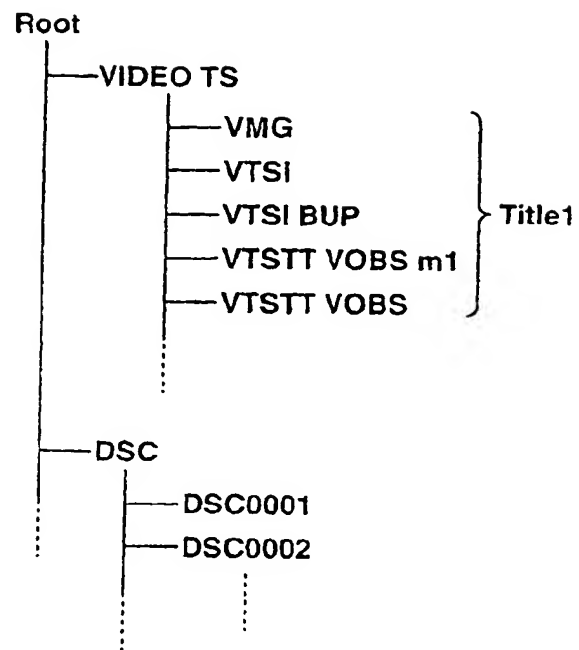 Root
VIDEO TS
VMG
VTSI
VTSI BUP
Title1
VTSTT VOBS m1
VTSTT VOBS
DSC
DSC0001
DSC0002